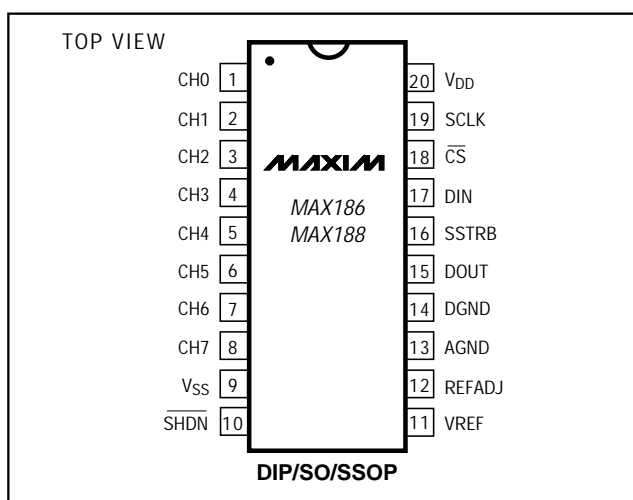 TOP VIEW
CH0 1 20 VDD
CH1 2 19 SCLK
CH2 3 MAXIM 18 C̅S̅
CH3 4 17 DIN
MAX186
CH4 5 16 SSTRB
MAX188
CH5 6 15 DOUT
CH6 7 14 DGND
CH7 8 13 AGND
VSS 9 12 REFADJ
S̅H̅D̅N̅ 10 11 VREF
DIP/SO/SSOP